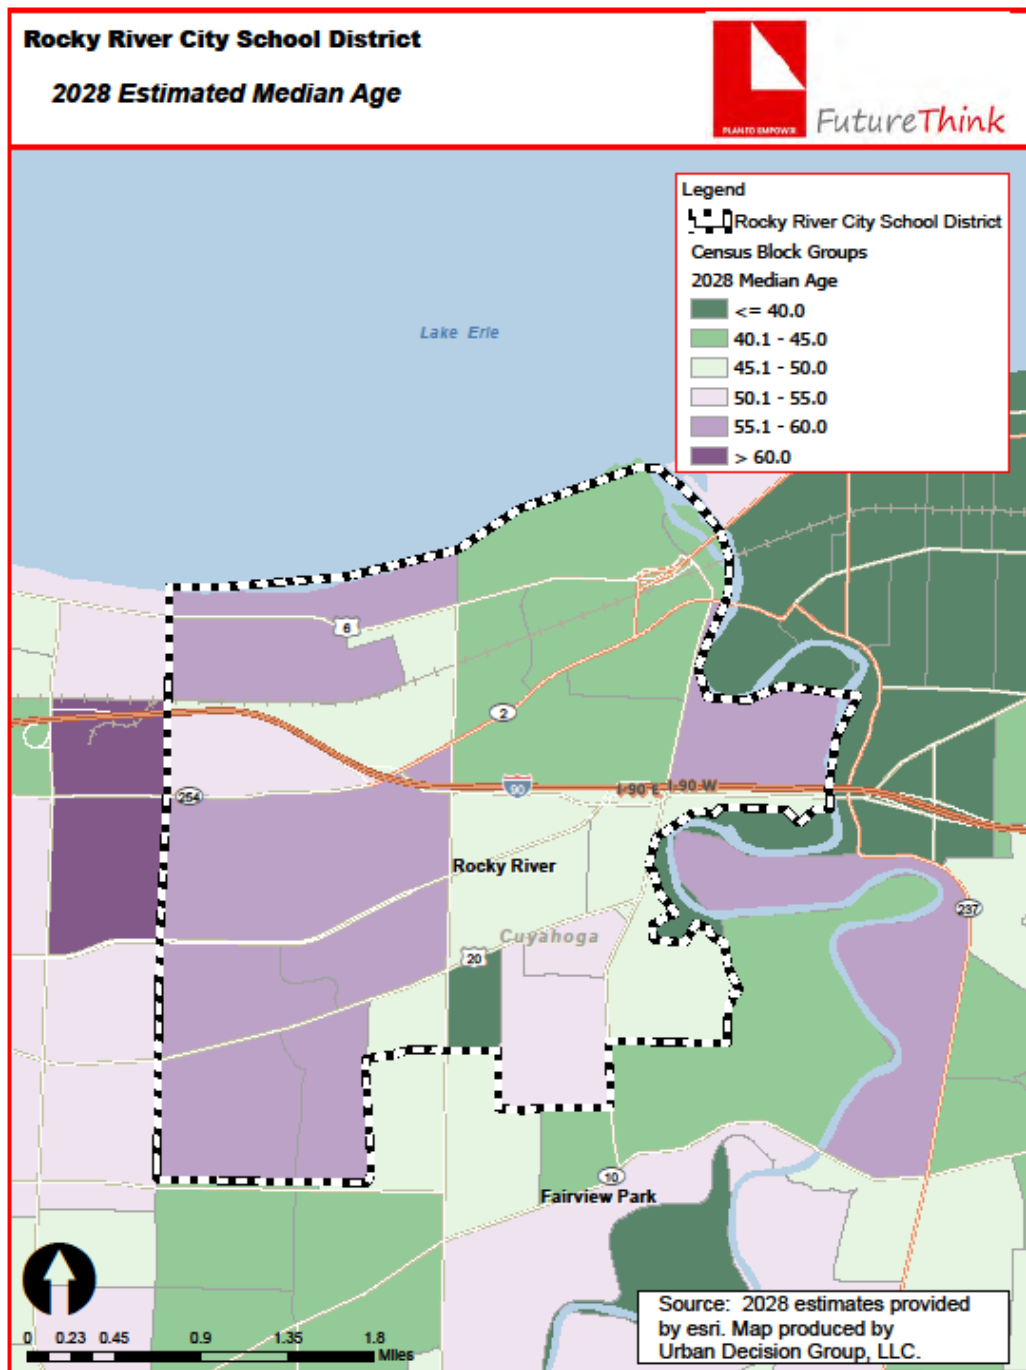 Rocky River City School District
2028 Estimated Median Age
PLAN TO EMPOWER
FutureThink
Legend
Rocky River City School District
Census Block Groups
2028 Median Age
<= 40.0
40.1 - 45.0
45.1 - 50.0
50.1 - 55.0
55.1 - 60.0
> 60.0
Lake Erie
6
2
254
90
I-90 E
I-90 W
Rocky River
237
Cuyahoga
20
10
Fairview Park
0 0.23 0.45 0.9 1.35 1.8
Miles
Source: 2028 estimates provided
by esri. Map produced by
Urban Decision Group, LLC.